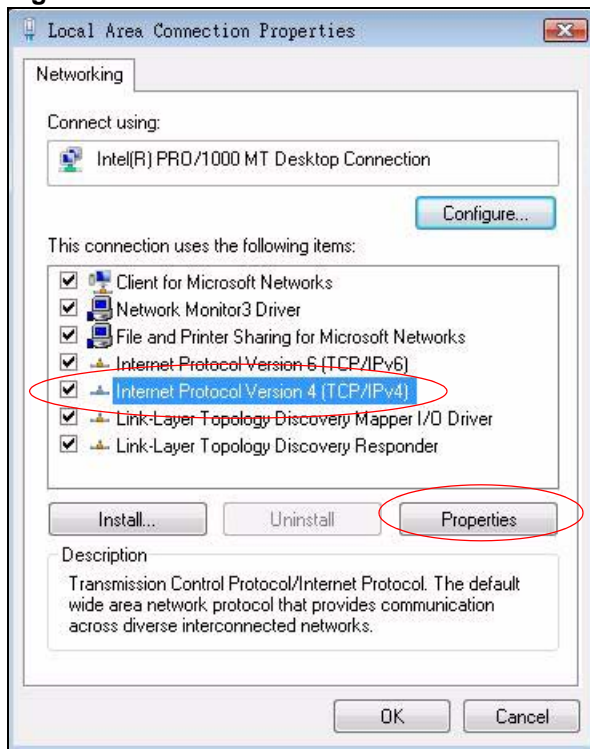 Local Area Connection Properties
Networking
Connect using:
Intel(R) PRO/1000 MT Desktop Connection
Configure...
This connection uses the following items:
Client for Microsoft Networks
Network Monitor3 Driver
File and Printer Sharing for Microsoft Networks
Internet Protocol Version 6 (TCP/IPv6)
Internet Protocol Version 4 (TCP/IPv4)
Link-Layer Topology Discovery Mapper I/O Driver
Link-Layer Topology Discovery Responder
Install...
Uninstall
Properties
Description
Transmission Control Protocol/Internet Protocol. The default
wide area network protocol that provides communication
across diverse interconnected networks.
OK
Cancel